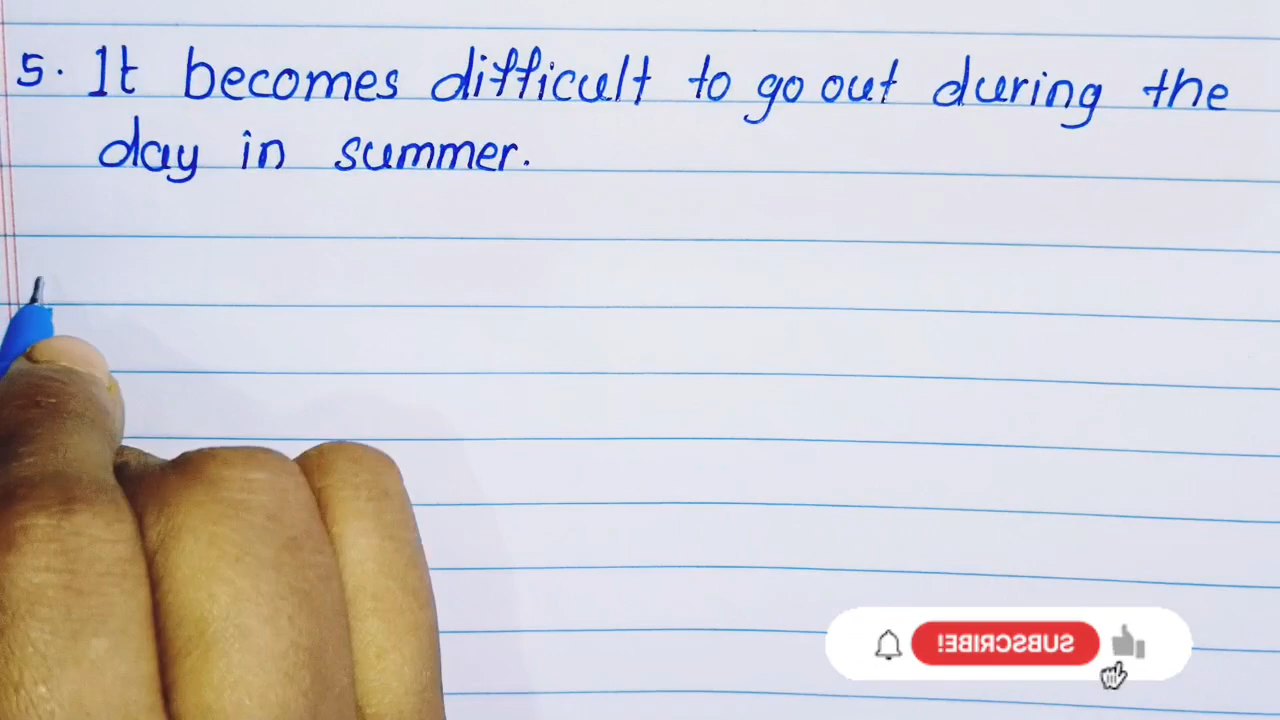 5. It becomes difficult to go out during the
day in summer.
SUBSCRIBE!